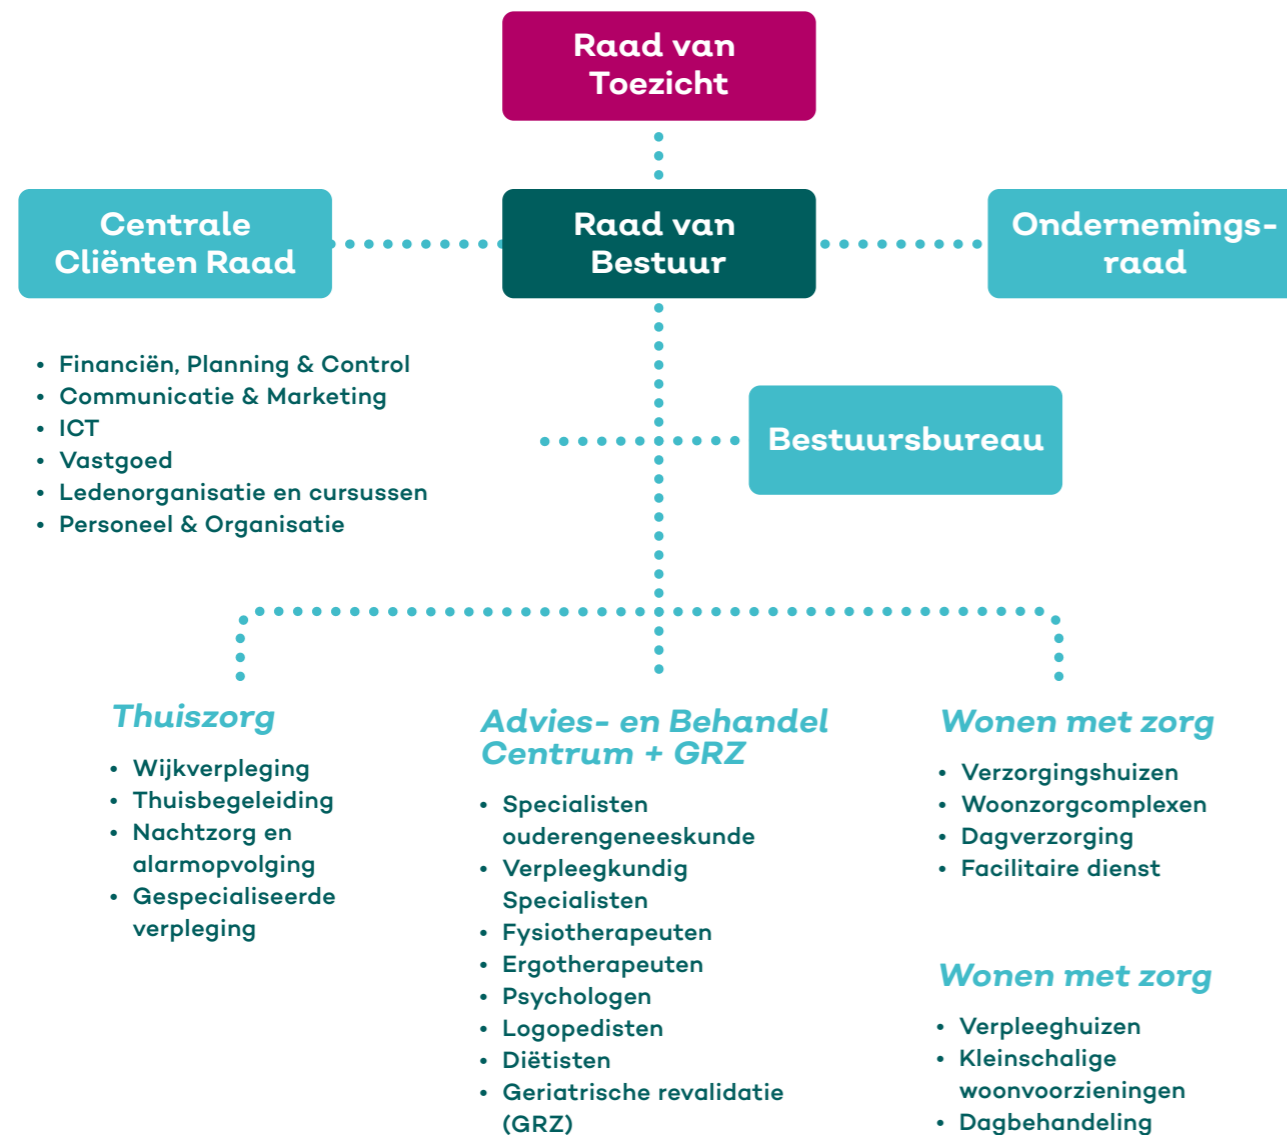 Raad van
Toezicht
Centrale
Cliënten Raad
Raad van
Bestuur
Ondernemings-
raad
• Financiën, Planning & Control
• Communicatie & Marketing
• ICT
• Vastgoed
• Ledenorganisatie en cursussen
• Personeel & Organisatie
Bestuursbureau
Thuiszorg
• Wijkverpleging
• Thuisbegeleiding
• Nachtzorg en
alarmopvolging
• Gespecialiseerde
verpleging
Advies- en Behandel
Centrum + GRZ
• Specialisten
ouderengeneeskunde
• Verpleegkundig
Specialisten
• Fysiotherapeuten
• Ergotherapeuten
• Psychologen
• Logopedisten
• Diëtisten
• Geriatrische revalidatie
(GRZ)
Wonen met zorg
• Verzorgingshuizen
• Woonzorgcomplexen
• Dagverzorging
• Facilitaire dienst
Wonen met zorg
• Verpleeghuizen
• Kleinschalige
woonvoorzieningen
• Dagbehandeling